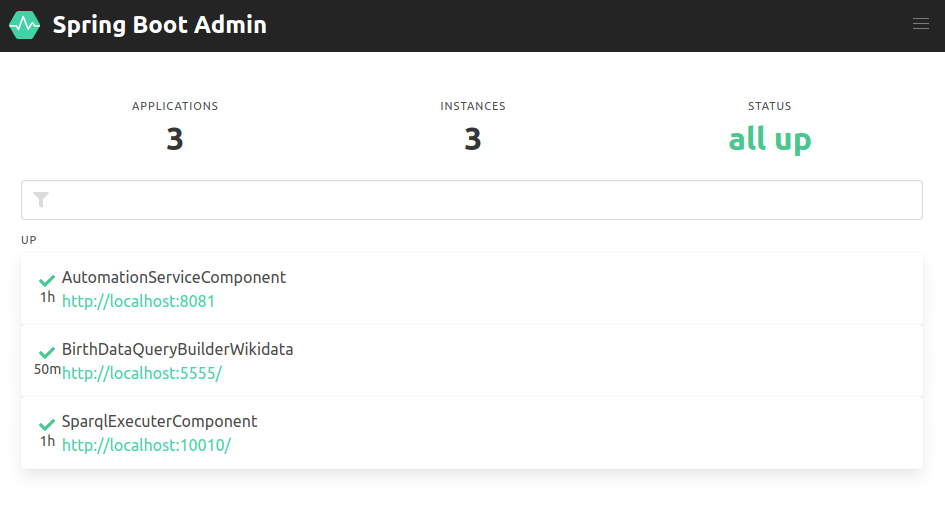 Spring Boot Admin
APPLICATIONS
3
INSTANCES
3
STATUS
all up
UP
AutomationServiceComponent
1h http://localhost:8081
BirthDataQueryBuilderWikidata
50m http://localhost:5555/
SparqlExecuterComponent
1h http://localhost:10010/